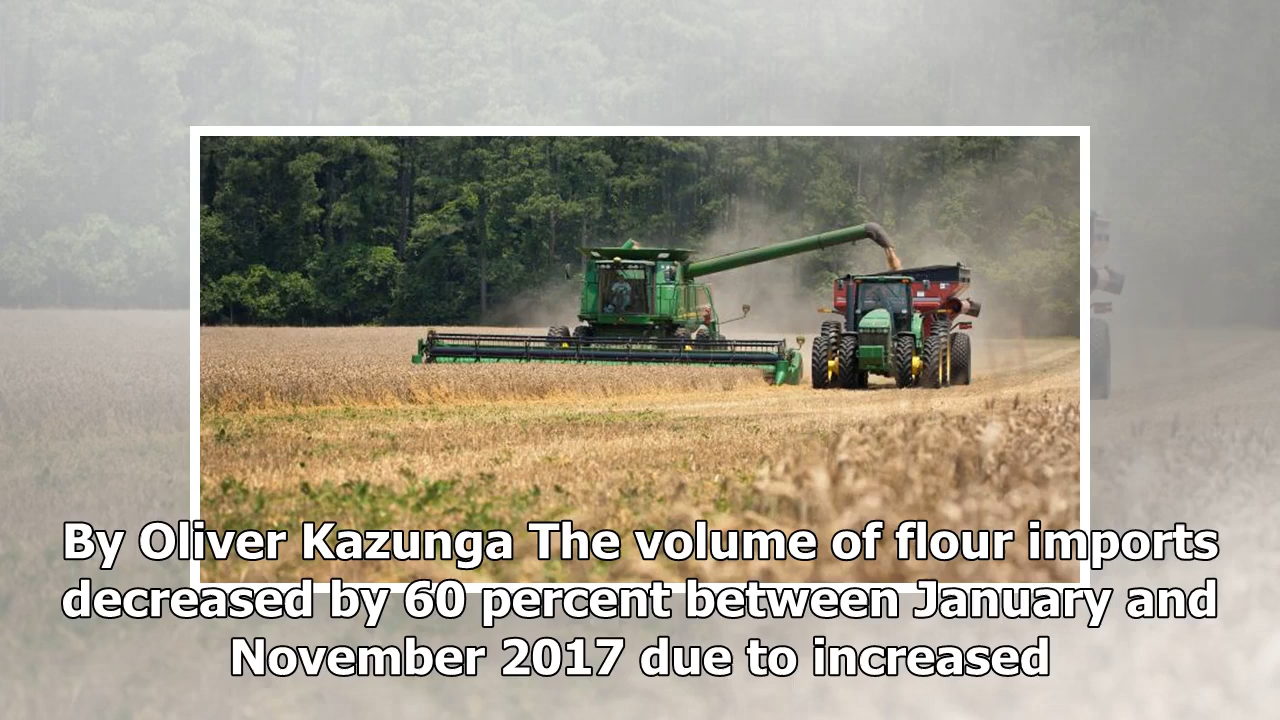 By Oliver Kazunga The volume of flour imports
decreased by 60 percent between January and
November 2017 due to increased